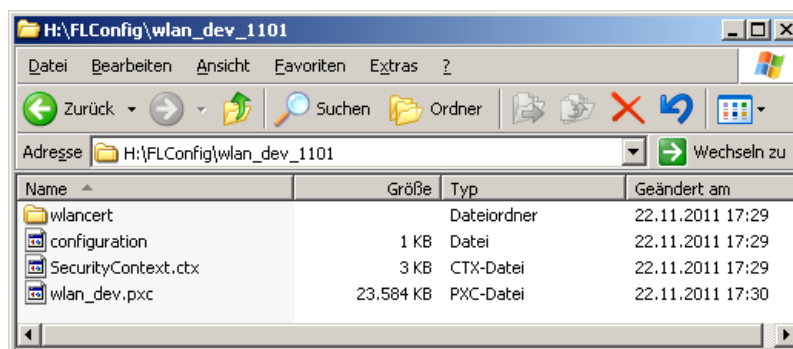 H:\FLConfig\wlan_dev_1101
Datei Bearbeiten Ansicht Favoriten Extras ?
Zurück Suchen Ordner
Adresse H:\FLConfig\wlan_dev_1101 Wechseln zu
Name Größe Typ Geändert am
wlancert Dateiordner 22.11.2011 17:29
configuration 1 KB Datei 22.11.2011 17:29
SecurityContext.ctx 3 KB CTX-Datei 22.11.2011 17:29
wlan_dev.pxc 23.584 KB PXC-Datei 22.11.2011 17:30